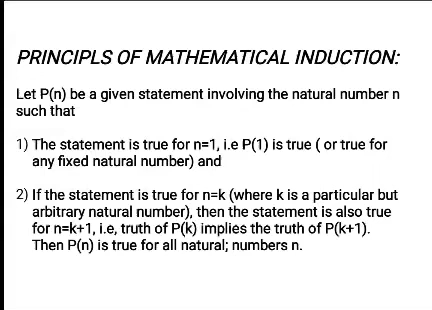 PRINCIPLS OF MATHEMATICAL INDUCTION:
Let P(n) be a given statement involving the natural number n
such that
1) The statement is true for n=1, i.e P(1) is true ( or true for
any fixed natural number) and
2) If the statement is true for n=k (where k is a particular but
arbitrary natural number), then the statement is also true
for n=k+1, i.e, truth of P(k) implies the truth of P(k+1).
Then P(n) is true for all natural; numbers n.